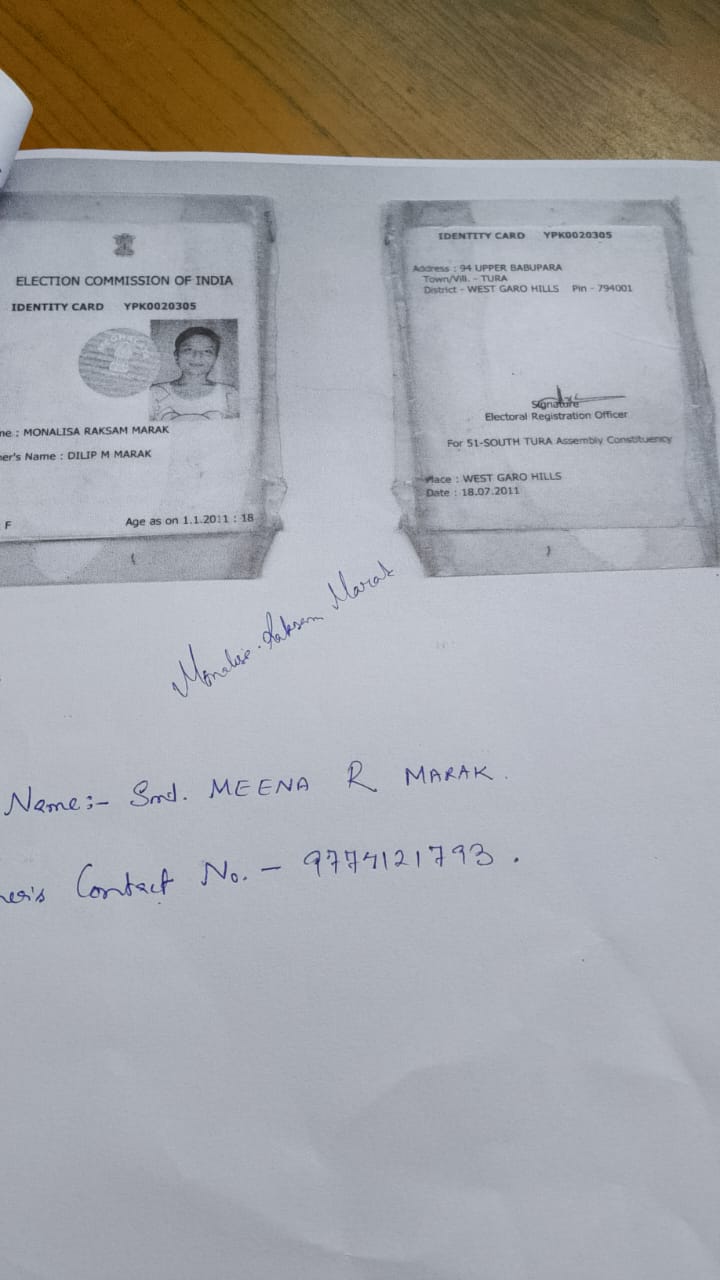 ELECTION COMMISSION OF INDIA
IDENTITY CARD YPK0020305
me : MONALISA RAKSAM MARAK
her's Name : DILIP M MARAK
F
Age as on 1.1.2011 : 18
IDENTITY CARD YPK0020305
Address : 94 UPPER BABUPARA
Town/Vill. - TURA
District - WEST GARO HILLS Pin - 794001
Signature
Electoral Registration Officer
For 51-SOUTH TURA Assembly Constituency
Place : WEST GARO HILLS
Date : 18.07.2011
Monalisa Raksam Marak
Name:- Smt. MEENA R MARAK.
her's Contact No. - 9774121793.